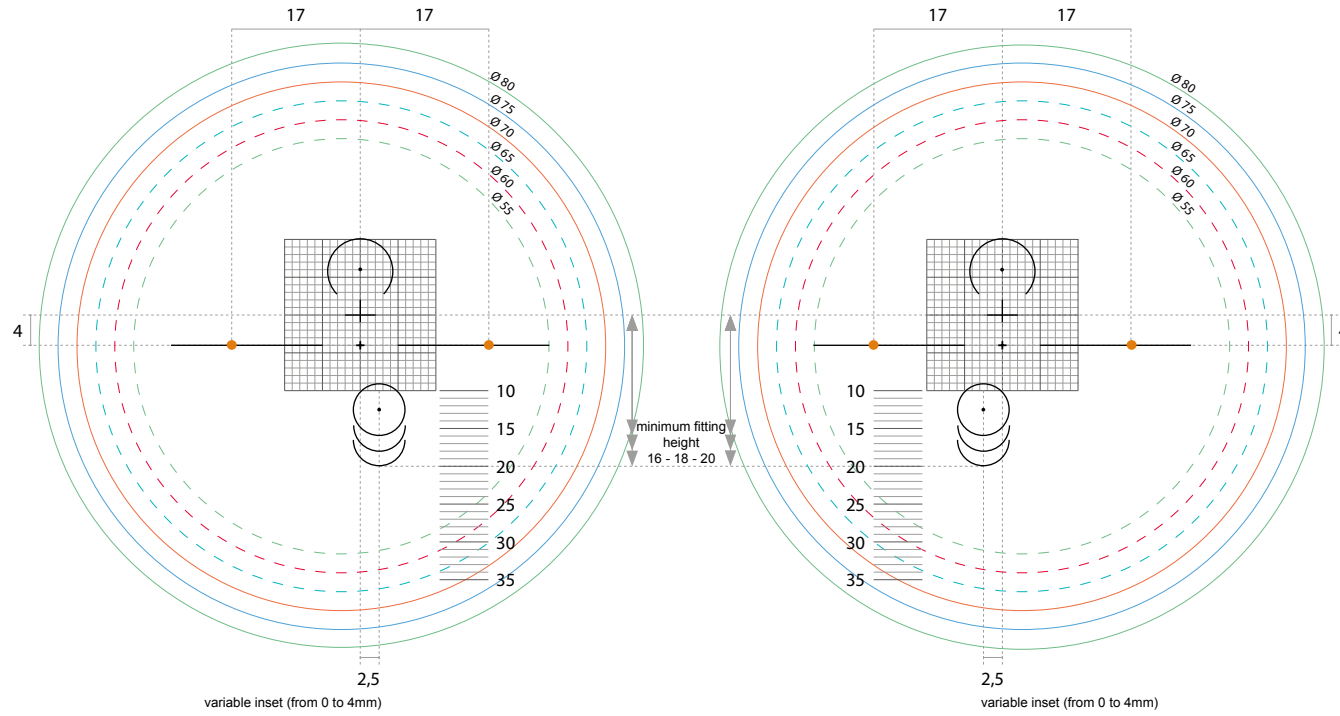 17 17
17 17
Ø 80
Ø 75
Ø 70
Ø 65
Ø 60
Ø 55
Ø 80
Ø 75
Ø 70
Ø 65
Ø 60
Ø 55
4
10
15
20
25
30
35
minimum fitting
height
16 - 18 - 20
10
15
20
25
30
35
2,5
variable inset (from 0 to 4mm)
2,5
variable inset (from 0 to 4mm)